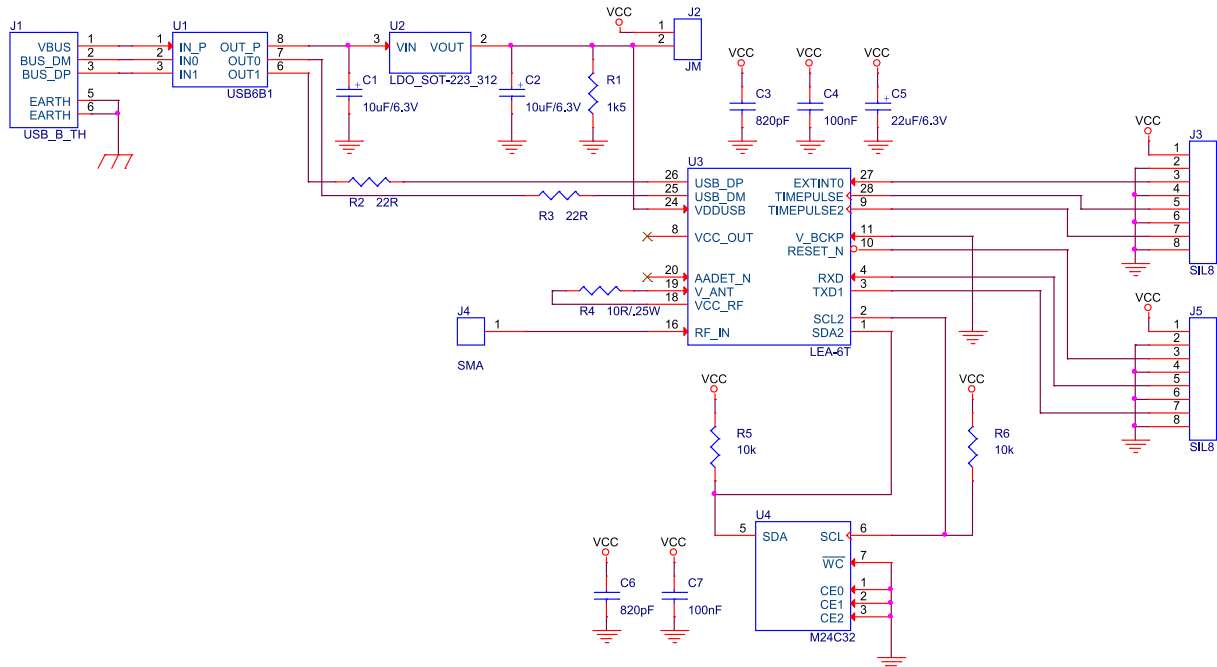 J1
VBUS 1
BUS_DM 2
BUS_DP 3
EARTH 5
EARTH 6
USB_B_TH
U1
1 IN_P OUT_P 8
2 IN0 OUT0 7
3 IN1 OUT1 6
USB6B1
C1
10uF/6.3V
U2
3 VIN VOUT 2
LDO_SOT-223_312
C2
10uF/6.3V
R1
1k5
VCC
J2
1
2
JM
VCC
C3
820pF
VCC
C4
100nF
VCC
C5
22uF/6.3V
R2 22R
R3 22R
U3
26 USB_DP EXTINT0 27
25 USB_DM TIMEPULSE 28
24 VDDUSB TIMEPULSE2 9
8 VCC_OUT V_BCKP 11
RESET_N 10
20 AADET_N RXD 4
19 V_ANT TXD1 3
18 VCC_RF
SCL2 2
16 RF_IN SDA2 1
LEA-6T
R4 10R/.25W
J4
1
SMA
VCC
J3
1
2
3
4
5
6
7
8
SIL8
VCC
J5
1
2
3
4
5
6
7
8
SIL8
VCC
R5
10k
VCC
R6
10k
U4
5 SDA SCL 6
WC 7
CE0 1
CE1 2
CE2 3
M24C32
VCC
C6
820pF
VCC
C7
100nF